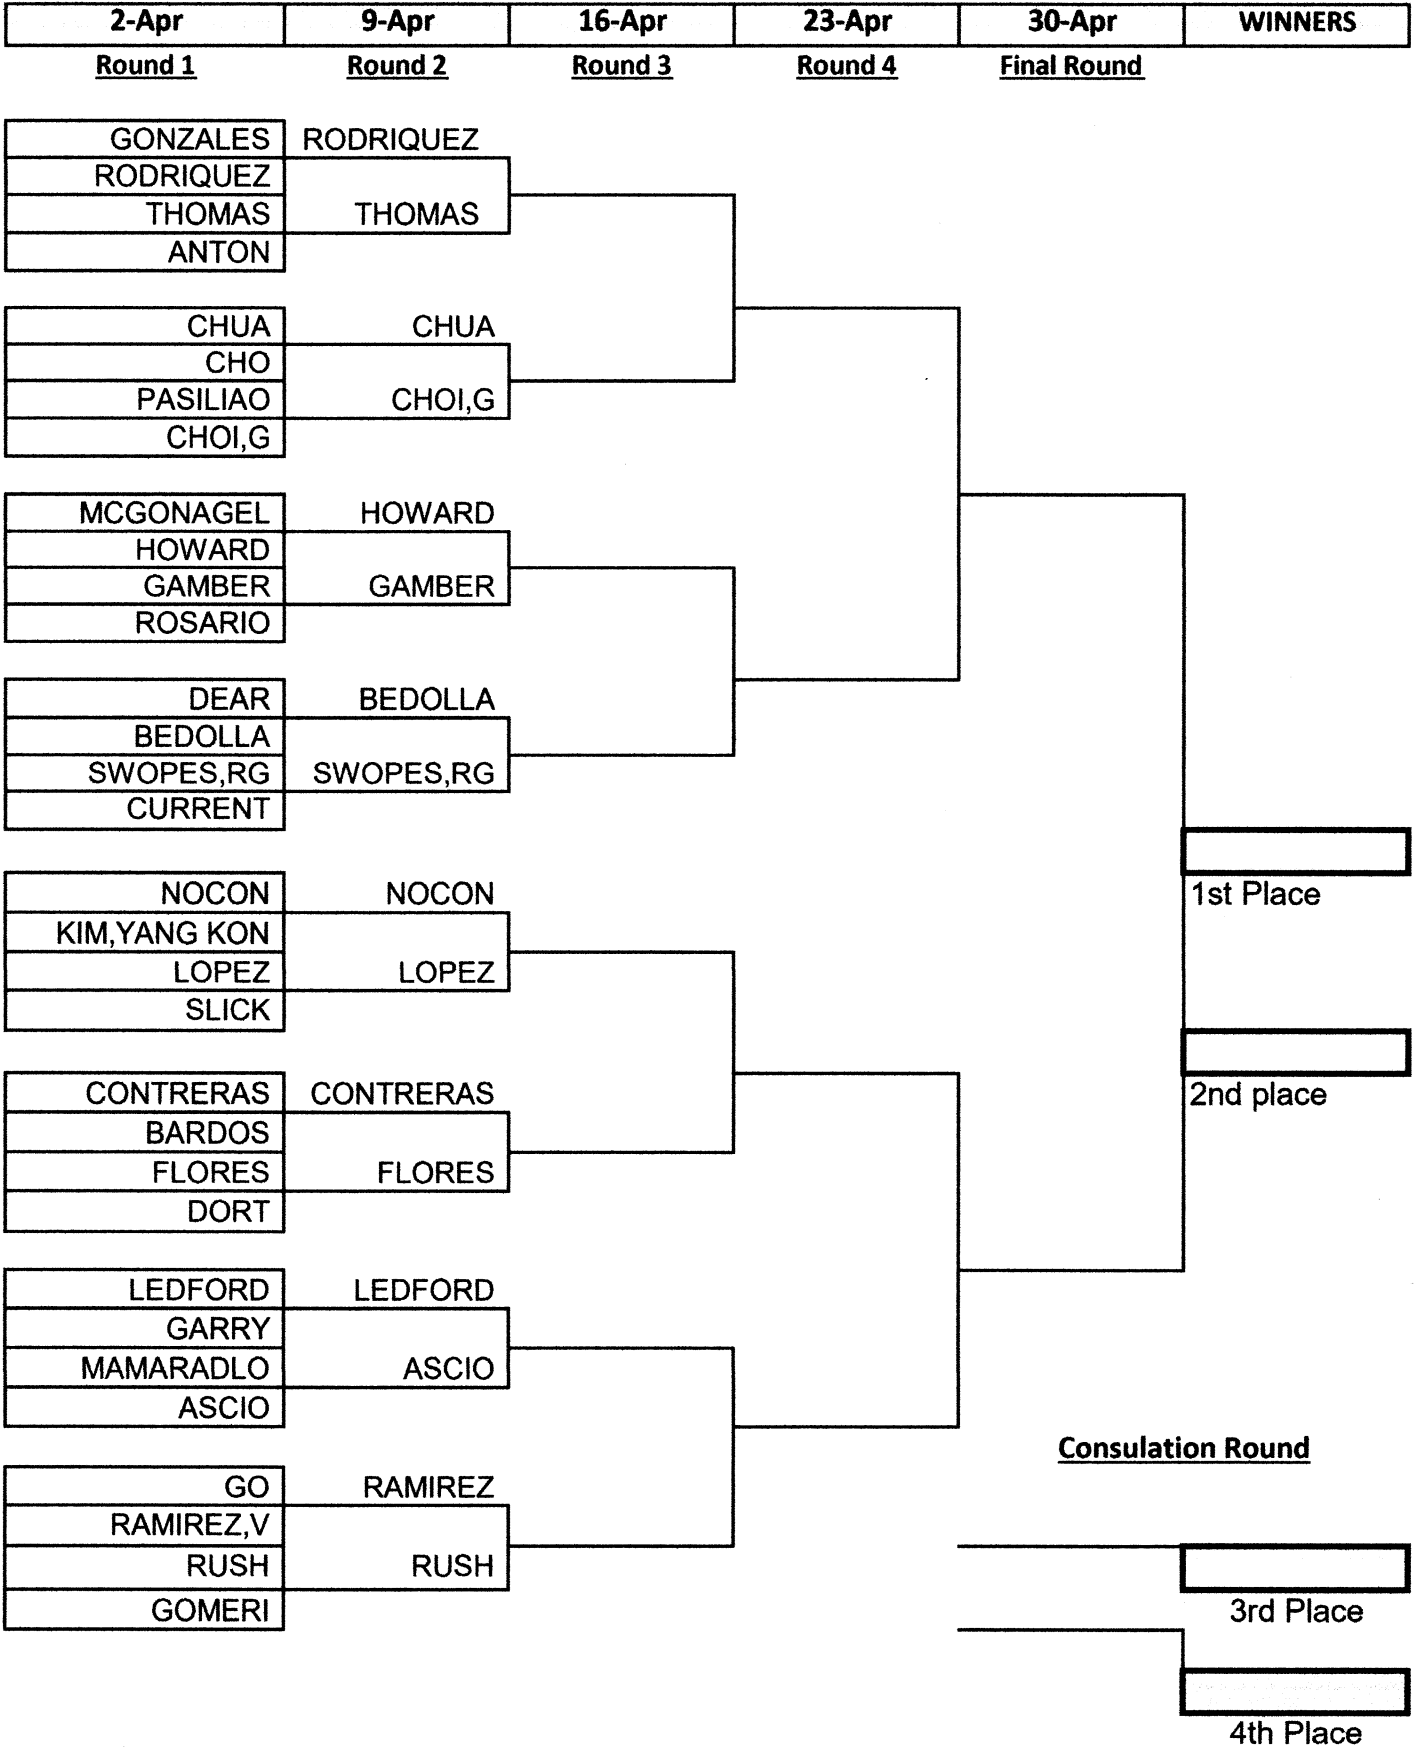 2-Apr 9-Apr 16-Apr 23-Apr 30-Apr WINNERS
Round 1 Round 2 Round 3 Round 4 Final Round
GONZALES RODRIQUEZ
RODRIQUEZ
THOMAS THOMAS
ANTON
CHUA CHUA
CHO
PASILIAO CHOI,G
CHOI,G
MCGONAGEL HOWARD
HOWARD
GAMBER GAMBER
ROSARIO
DEAR BEDOLLA
BEDOLLA
SWOPES,RG SWOPES,RG
CURRENT
NOCON NOCON
1st Place
KIM,YANG KON
LOPEZ LOPEZ
SLICK
CONTRERAS CONTRERAS
2nd place
BARDOS
FLORES FLORES
DORT
LEDFORD LEDFORD
GARRY
MAMARADLO ASCIO
ASCIO
Consulation Round
GO RAMIREZ
RAMIREZ,V
RUSH RUSH
GOMERI
3rd Place
4th Place